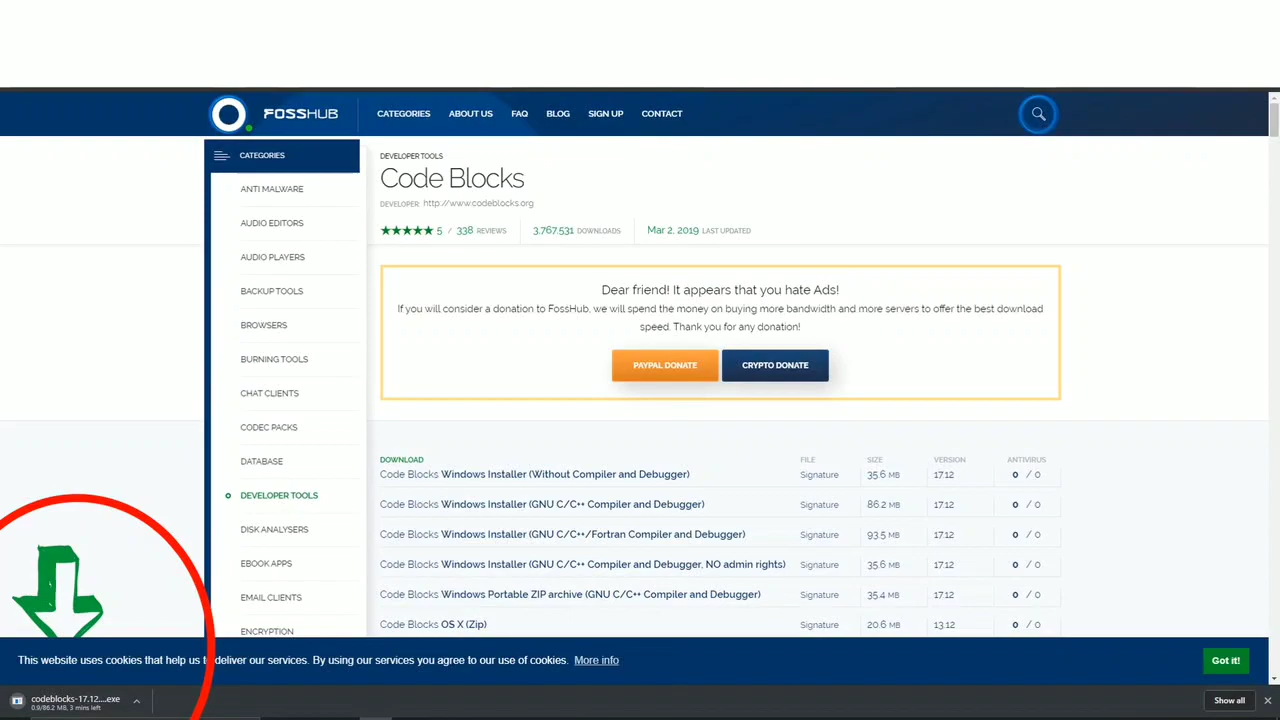 FOSSHUB
CATEGORIES ABOUT US FAQ BLOG SIGN UP CONTACT
CATEGORIES
ANTI MALWARE
AUDIO EDITORS
AUDIO PLAYERS
BACKUP TOOLS
BROWSERS
BURNING TOOLS
CHAT CLIENTS
CODEC PACKS
DATABASE
DEVELOPER TOOLS
DISK ANALYSERS
EBOOK APPS
EMAIL CLIENTS
ENCRYPTION
DEVELOPER TOOLS
Code Blocks
DEVELOPER: http://www.codeblocks.org
5 / 338 REVIEWS 3,767,531 DOWNLOADS Mar 2, 2019 LAST UPDATED
Dear friend! It appears that you hate Ads!
If you will consider a donation to FossHub, we will spend the money on buying more bandwidth and more servers to offer the best download
speed. Thank you for any donation!
PAYPAL DONATE CRYPTO DONATE
DOWNLOAD FILE SIZE VERSION ANTIVIRUS
Code Blocks Windows Installer (Without Compiler and Debugger) Signature 35.6 MB 17.12 0 / 0
Code Blocks Windows Installer (GNU C/C++ Compiler and Debugger) Signature 86.2 MB 17.12 0 / 0
Code Blocks Windows Installer (GNU C/C++/Fortran Compiler and Debugger) Signature 93.5 MB 17.12 0 / 0
Code Blocks Windows Installer (GNU C/C++ Compiler and Debugger, NO admin rights) Signature 35.6 MB 17.12 0 / 0
Code Blocks Windows Portable ZIP archive (GNU C/C++ Compiler and Debugger) Signature 35.4 MB 17.12 0 / 0
Code Blocks OS X (Zip) Signature 20.6 MB 13.12 0 / 0
This website uses cookies that help us to deliver our services. By using our services you agree to our use of cookies. More info
Got it!
codeblocks-17.12....exe
0.9/86.2 MB, 3 mins left
Show all